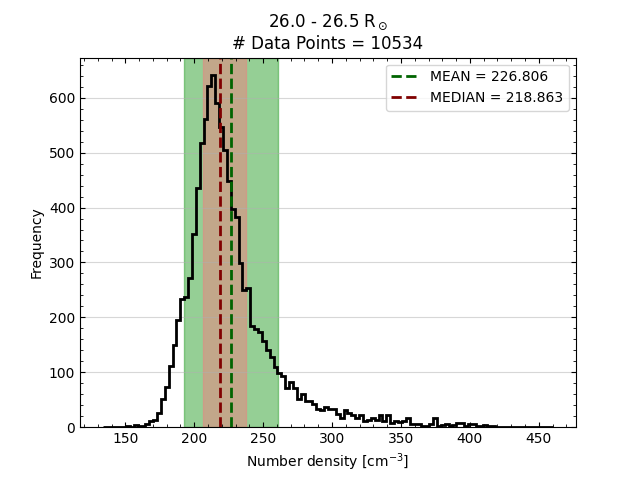 26.0 - 26.5 R⊙
# Data Points = 10534
MEAN = 226.806
MEDIAN = 218.863
Frequency
600
500
400
300
200
100
0
150 200 250 300 350 400 450
Number density [cm⁻³]